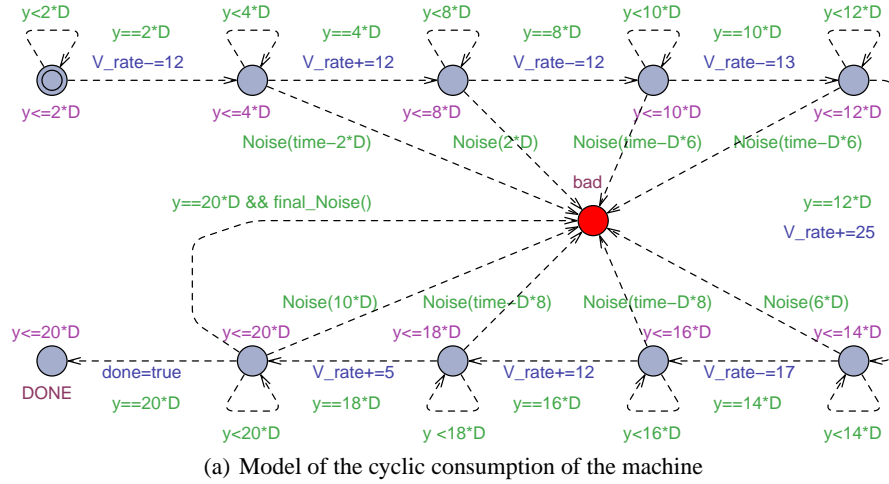 y<2*D y<=4*D y<=8*D y<10*D y<12*D
y==2*D y==4*D y==8*D y==10*D
V_rate-=12 V_rate+=12 V_rate-=12 V_rate-=13
y<=2*D y<=4*D y<=8*D y<=10*D y<=12*D
Noise(time-2*D) Noise(2*D) Noise(time-D*6) Noise(time-D*6)
bad
y==20*D && final_Noise() y==12*D
V_rate+=25
Noise(10*D) Noise(time-D*8) Noise(time-D*8) Noise(6*D)
y<=20*D y<=20*D y<=18*D y<=16*D y<=14*D
done=true V_rate+=5 V_rate+=12 V_rate-=17
DONE y==20*D y==18*D y==16*D y==14*D
y<20*D y <18*D y<16*D y<14*D
(a) Model of the cyclic consumption of the machine